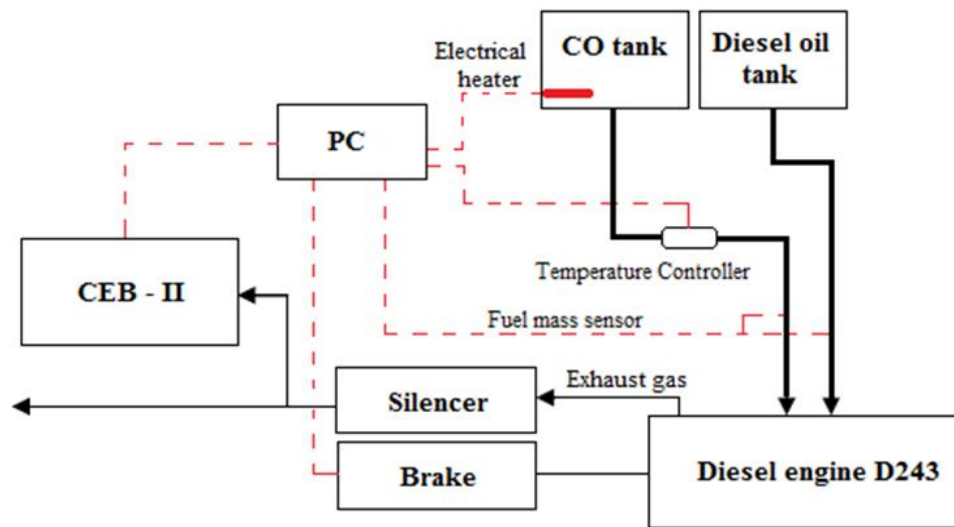 CO tank
Diesel oil
tank
Electrical
heater
PC
CEB - II
Temperature Controller
Fuel mass sensor
Exhaust gas
Silencer
Brake
Diesel engine D243